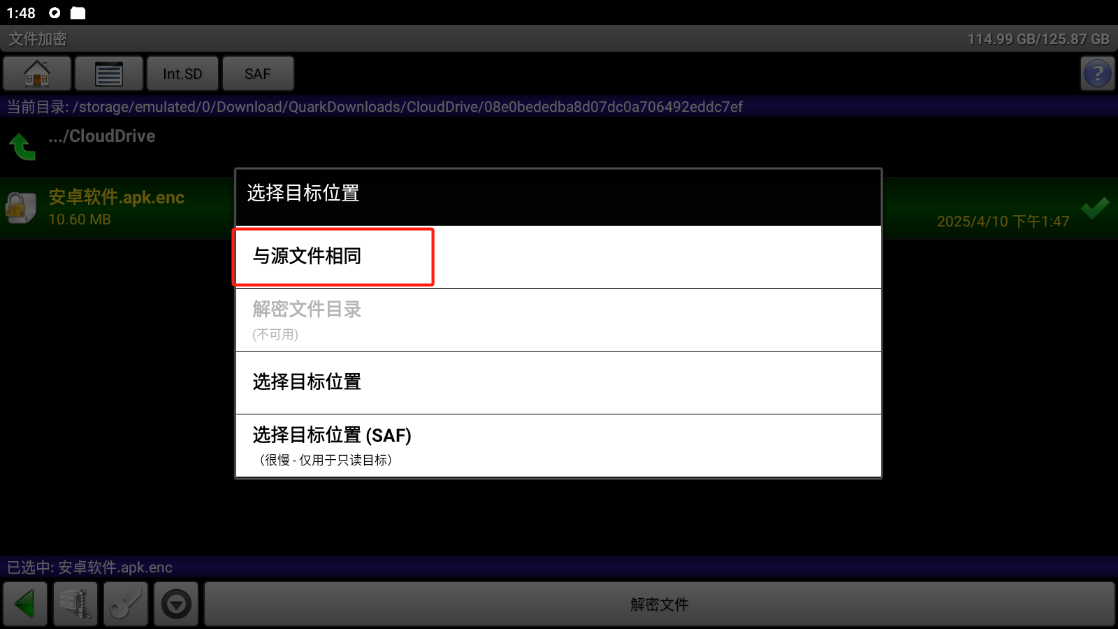 1:48
文件加密
114.99 GB/125.87 GB
Int.SD
SAF
?
当前目录: /storage/emulated/0/Download/QuarkDownloads/CloudDrive/08e0bededba8d07dc0a706492eddc7ef
.../CloudDrive
安卓软件.apk.enc
10.60 MB
2025/4/10 下午1:47
选择目标位置
与源文件相同
解密文件目录
(不可用)
选择目标位置
选择目标位置 (SAF)
（很慢 - 仅用于只读目标）
已选中: 安卓软件.apk.enc
解密文件